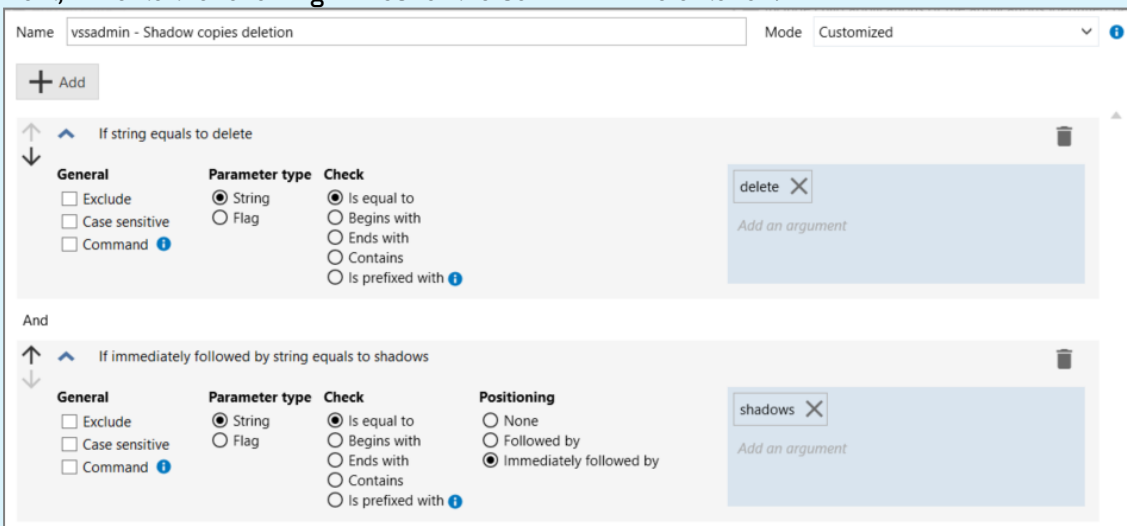 Name vssadmin - Shadow copies deletion Mode Customized
Add
If string equals to delete
General Parameter type Check
Exclude String Is equal to delete
Case sensitive Flag Begins with Add an argument
Command Ends with
Contains
Is prefixed with
And
If immediately followed by string equals to shadows
General Parameter type Check Positioning
Exclude String Is equal to None shadows
Case sensitive Flag Begins with Followed by Add an argument
Command Ends with Immediately followed by
Contains
Is prefixed with